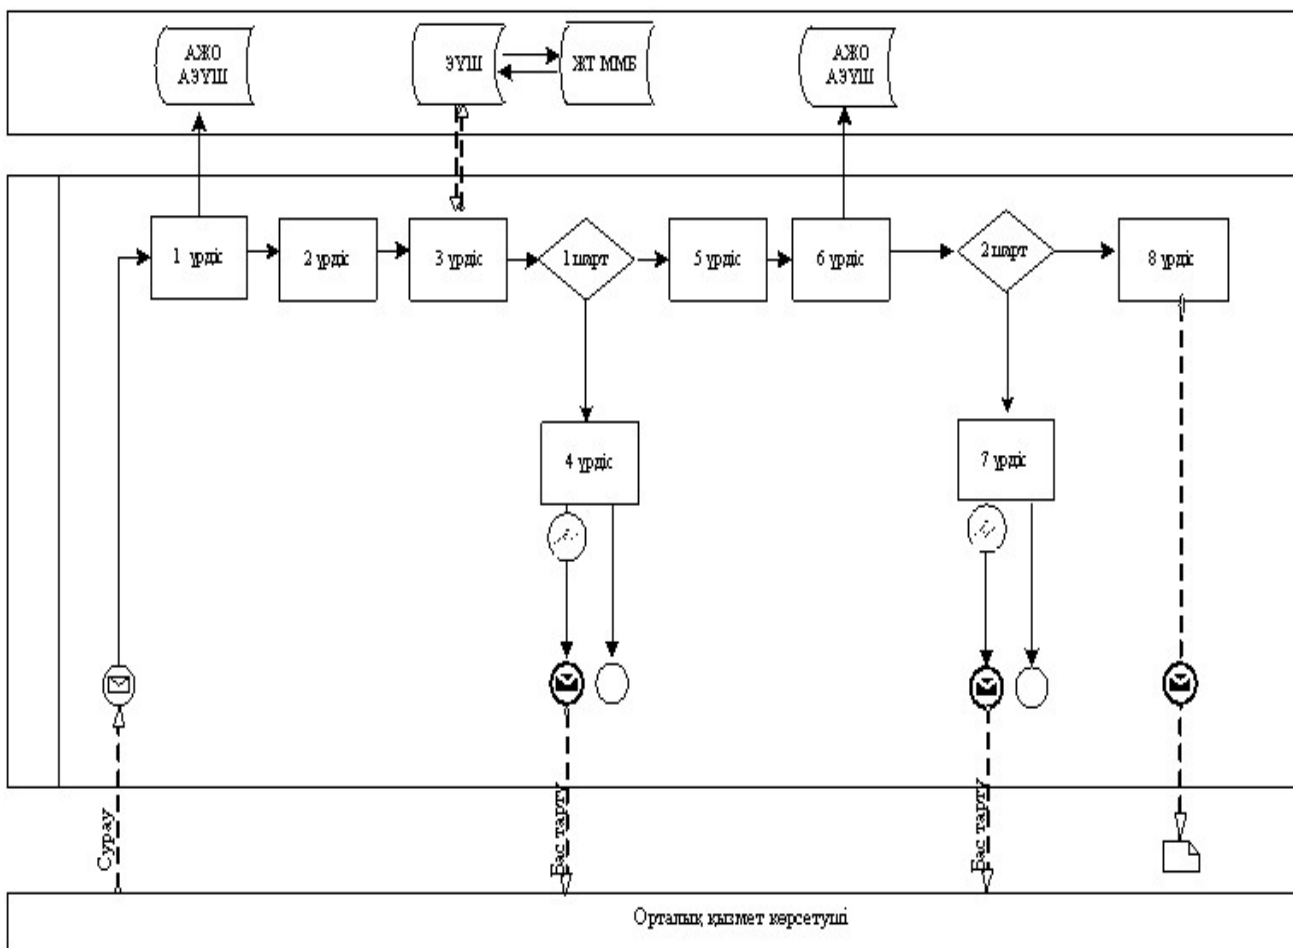 АЖО
АЭҮШ
ЭҮШ
ЖТ ММБ
АЖО
АЭҮШ
1 үрдіс
2 үрдіс
3 үрдіс
1 шарт
5 үрдіс
6 үрдіс
2 шарт
8 үрдіс
4 үрдіс
7 үрдіс
Сұрау
Бас тарту
Бас тарту
Орталық қызмет көрсетуші